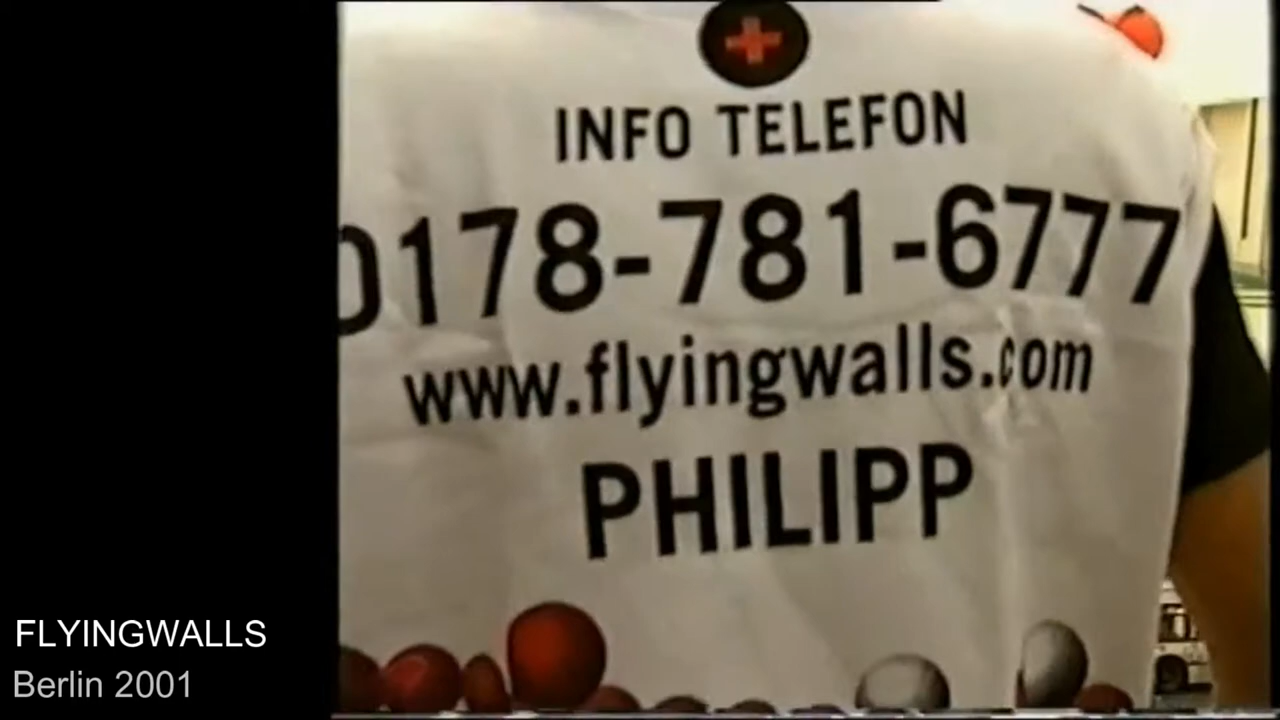 INFO TELEFON
0178-781-6777
www.flyingwalls.com
PHILIPP
FLYINGWALLS
Berlin 2001